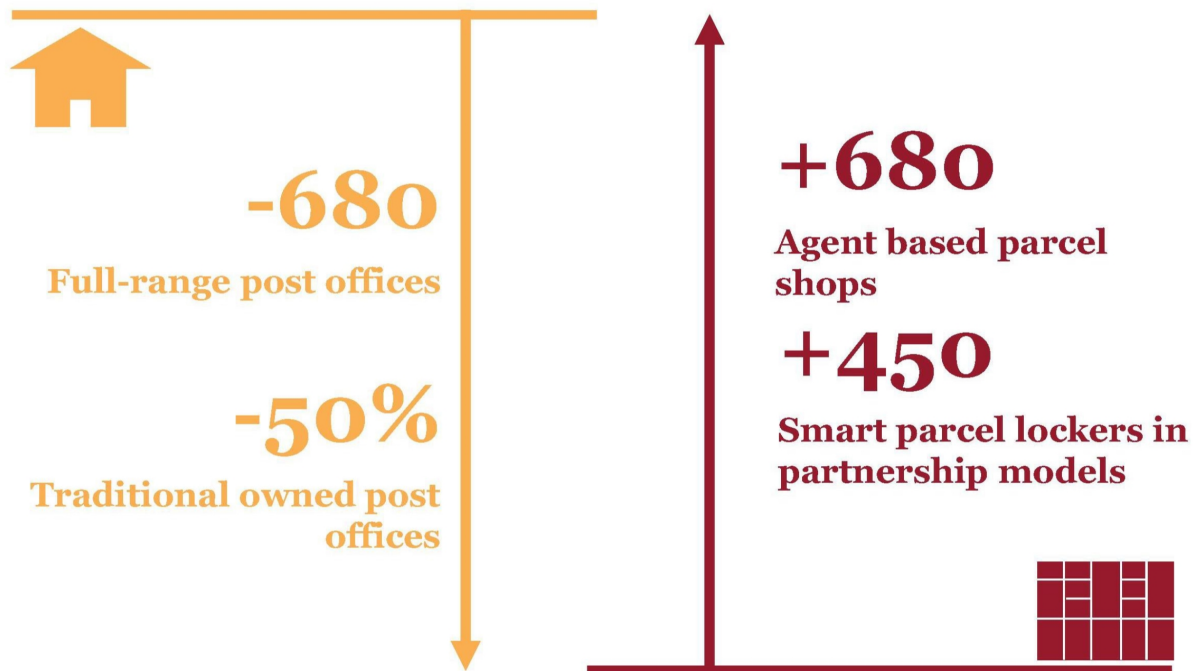 -680
Full-range post offices
-50%
Traditional owned post
offices
+680
Agent based parcel
shops
+450
Smart parcel lockers in
partnership models